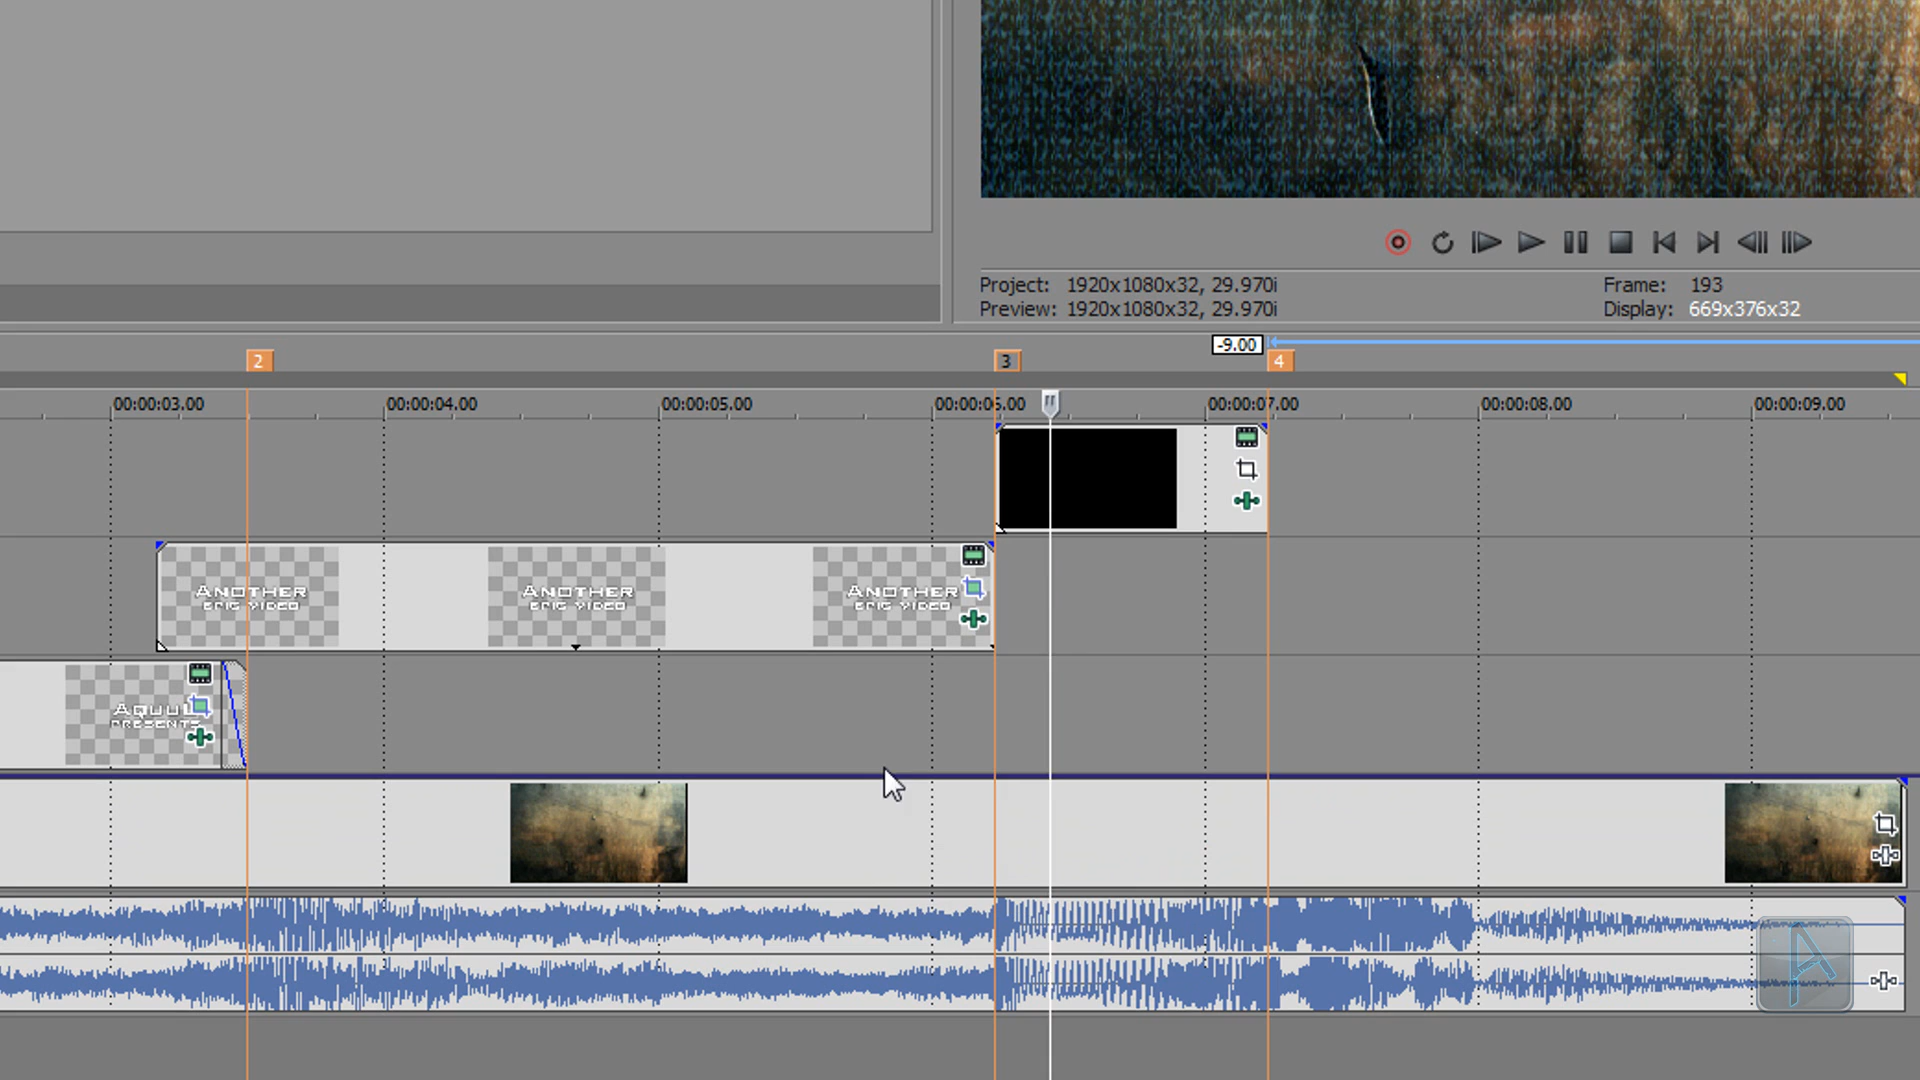 Project: 1920x1080x32, 29.970i
Frame: 193
Preview: 1920x1080x32, 29.970i
Display: 669x376x32
-9.00
2
3
4
00:00:03.00
00:00:04.00
00:00:05.00
00:00:06.00
00:00:07.00
00:00:08.00
00:00:09.00
ANOTHER
EPIC VIDEO
ANOTHER
EPIC VIDEO
ANOTHER
EPIC VIDEO
PRESENTS
A